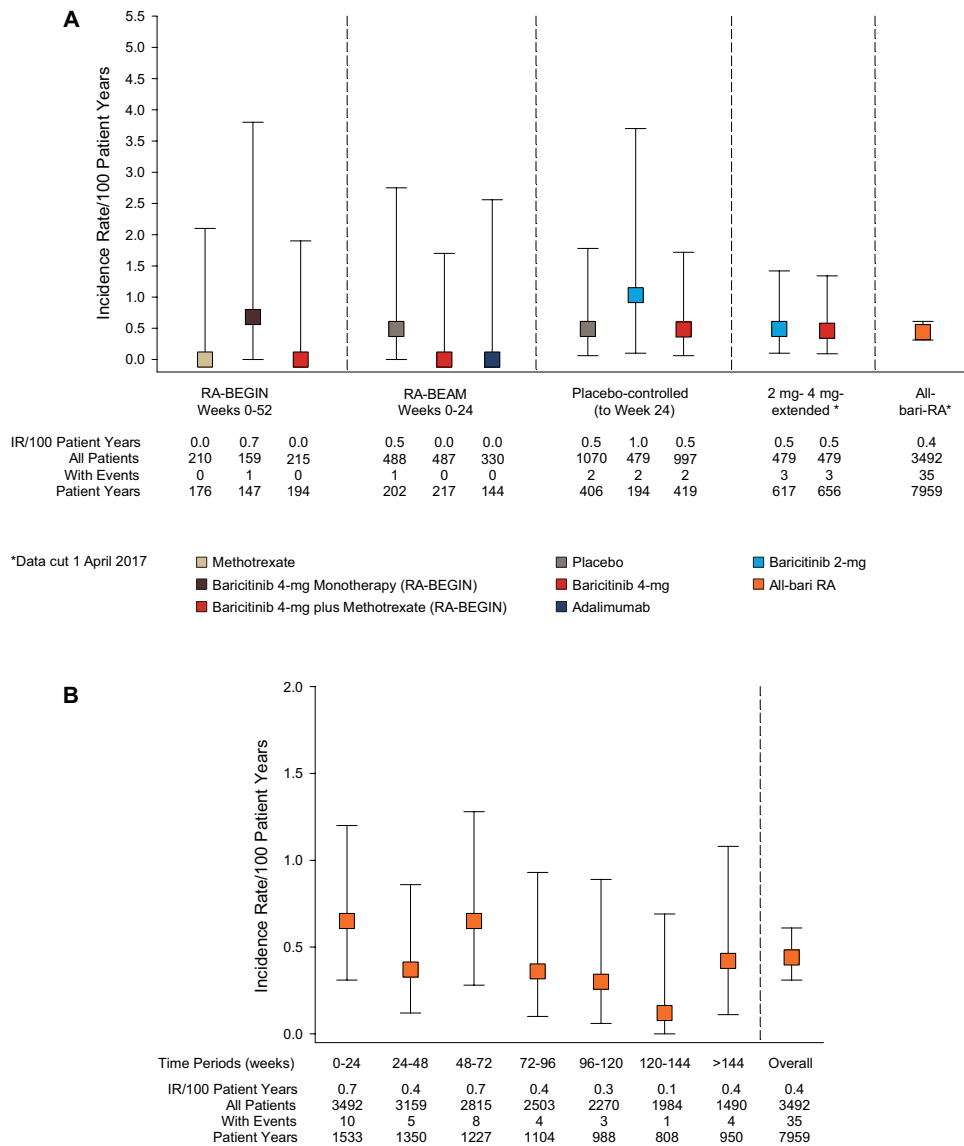 A
Incidence Rate/100 Patient Years
5.5
5.0
4.5
4.0
3.5
3.0
2.5
2.0
1.5
1.0
0.5
0.0
RA-BEGIN RA-BEAM Placebo-controlled 2 mg- 4 mg- All-
Weeks 0-52 Weeks 0-24 (to Week 24) extended * bari-RA*
IR/100 Patient Years 0.0 0.7 0.0 0.5 0.0 0.0 0.5 1.0 0.5 0.5 0.5 0.4
All Patients 210 159 215 488 487 330 1070 479 997 479 479 3492
With Events 0 1 0 1 0 0 2 2 2 3 3 35
Patient Years 176 147 194 202 217 144 406 194 419 617 656 7959
*Data cut 1 April 2017 Methotrexate Placebo Baricitinib 2-mg
Baricitinib 4-mg Monotherapy (RA-BEGIN) Baricitinib 4-mg All-bari RA
Baricitinib 4-mg plus Methotrexate (RA-BEGIN) Adalimumab
B
Incidence Rate/100 Patient Years
2.0
1.5
1.0
0.5
0.0
Time Periods (weeks) 0-24 24-48 48-72 72-96 96-120 120-144 >144 Overall
IR/100 Patient Years 0.7 0.4 0.7 0.4 0.3 0.1 0.4 0.4
All Patients 3492 3159 2815 2503 2270 1984 1490 3492
With Events 10 5 8 4 3 1 4 35
Patient Years 1533 1350 1227 1104 988 808 950 7959